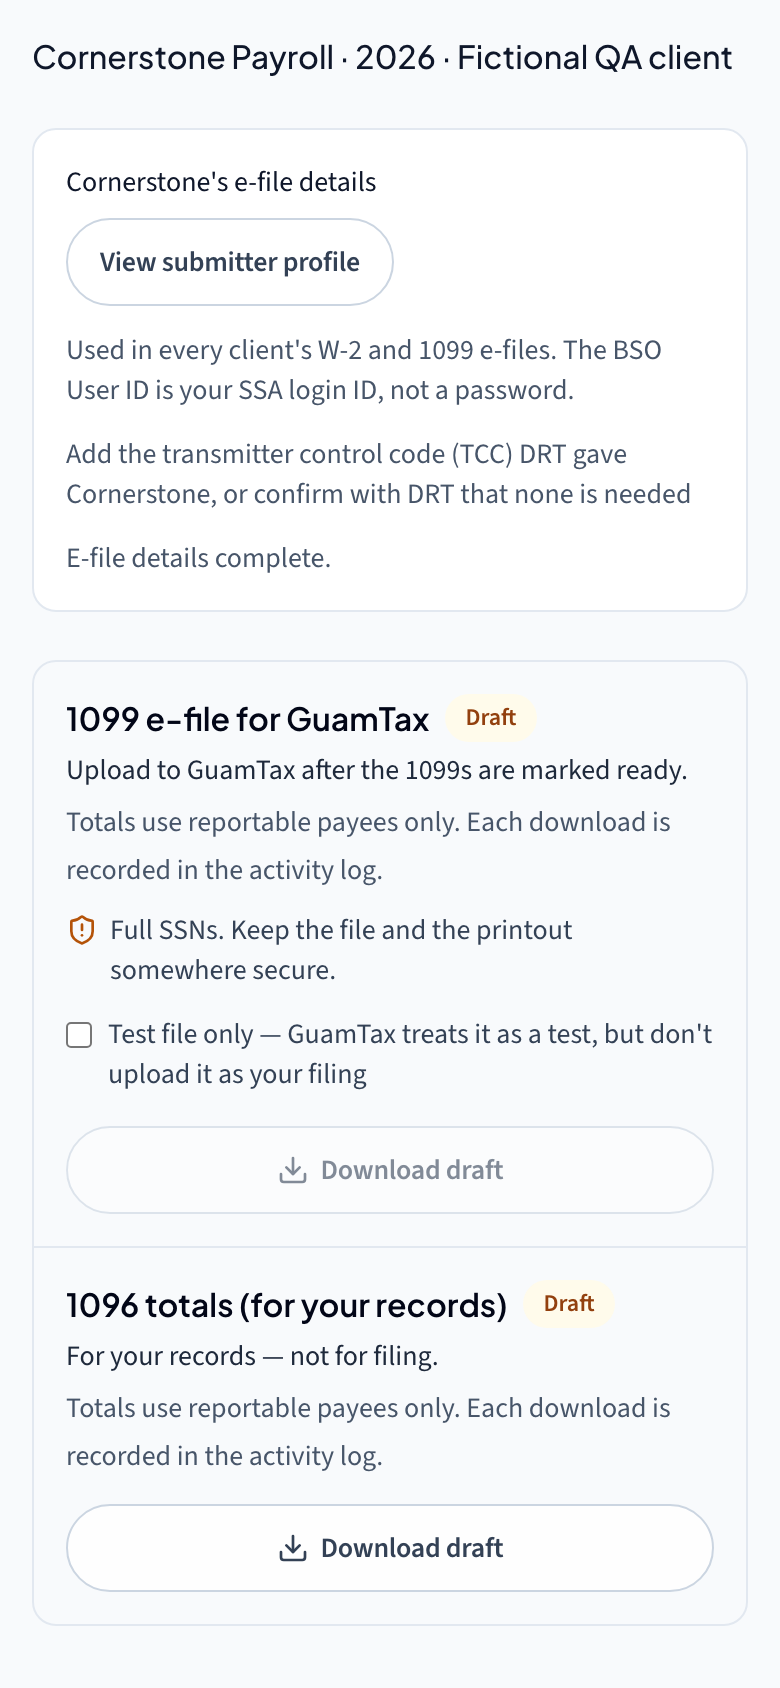 Cornerstone Payroll · 2026 · Fictional QA client
Cornerstone's e-file details
View submitter profile
Used in every client's W-2 and 1099 e-files. The BSO
User ID is your SSA login ID, not a password.
Add the transmitter control code (TCC) DRT gave
Cornerstone, or confirm with DRT that none is needed
E-file details complete.
1099 e-file for GuamTax Draft
Upload to GuamTax after the 1099s are marked ready.
Totals use reportable payees only. Each download is
recorded in the activity log.
Full SSNs. Keep the file and the printout
somewhere secure.
Test file only — GuamTax treats it as a test, but don't
upload it as your filing
Download draft
1096 totals (for your records) Draft
For your records — not for filing.
Totals use reportable payees only. Each download is
recorded in the activity log.
Download draft